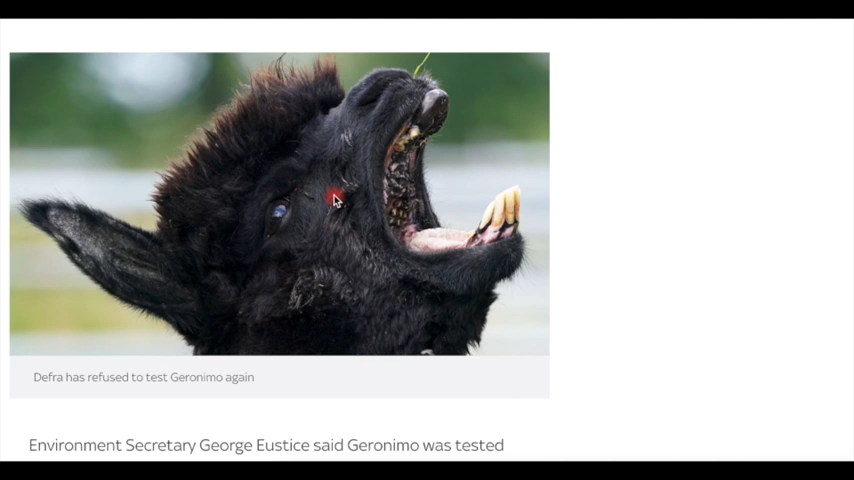 Defra has refused to test Geronimo again
Environment Secretary George Eustice said Geronimo was tested